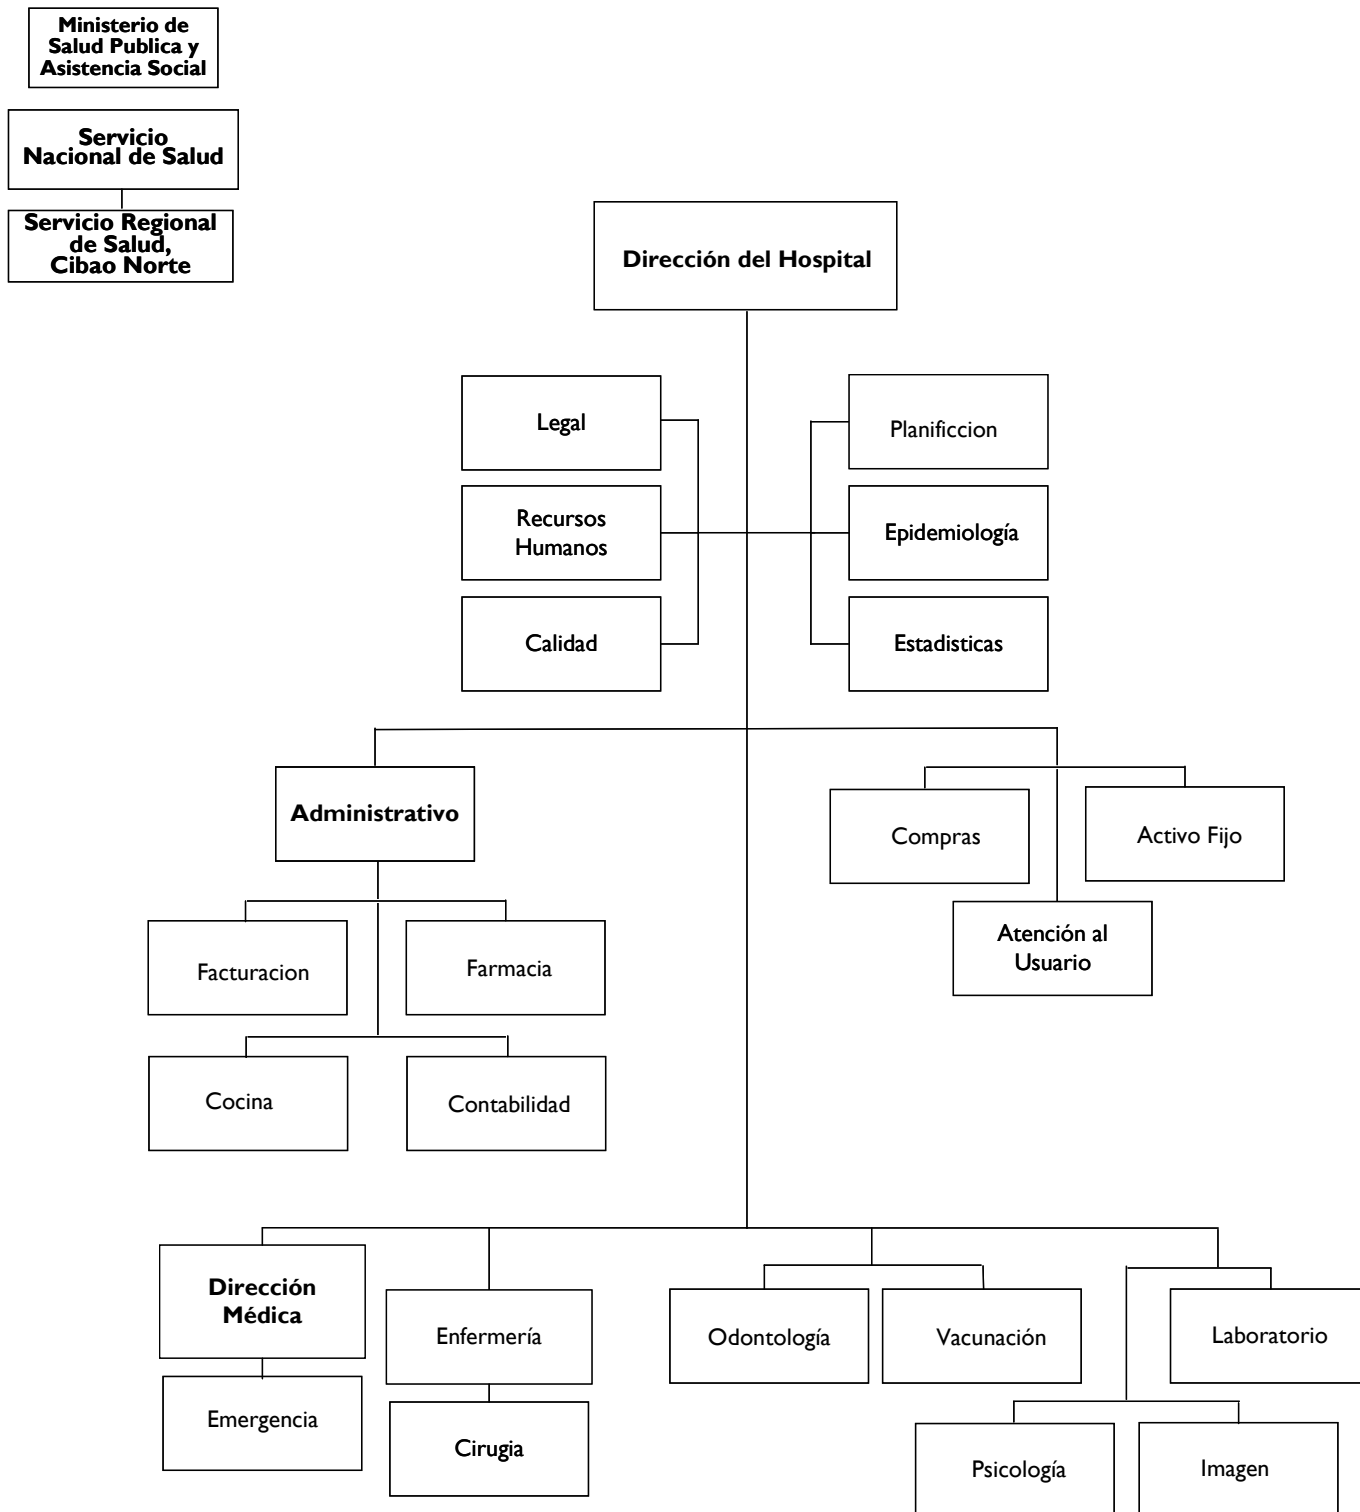 Ministerio de
Salud Publica y
Asistencia Social
Servicio
Nacional de Salud
Servicio Regional
de Salud,
Cibao Norte
Dirección del Hospital
Legal
Planificcion
Recursos
Humanos
Epidemiología
Calidad
Estadisticas
Administrativo
Compras
Activo Fijo
Facturacion
Farmacia
Atención al
Usuario
Cocina
Contabilidad
Dirección
Médica
Enfermería
Odontología
Vacunación
Laboratorio
Emergencia
Cirugia
Psicología
Imagen